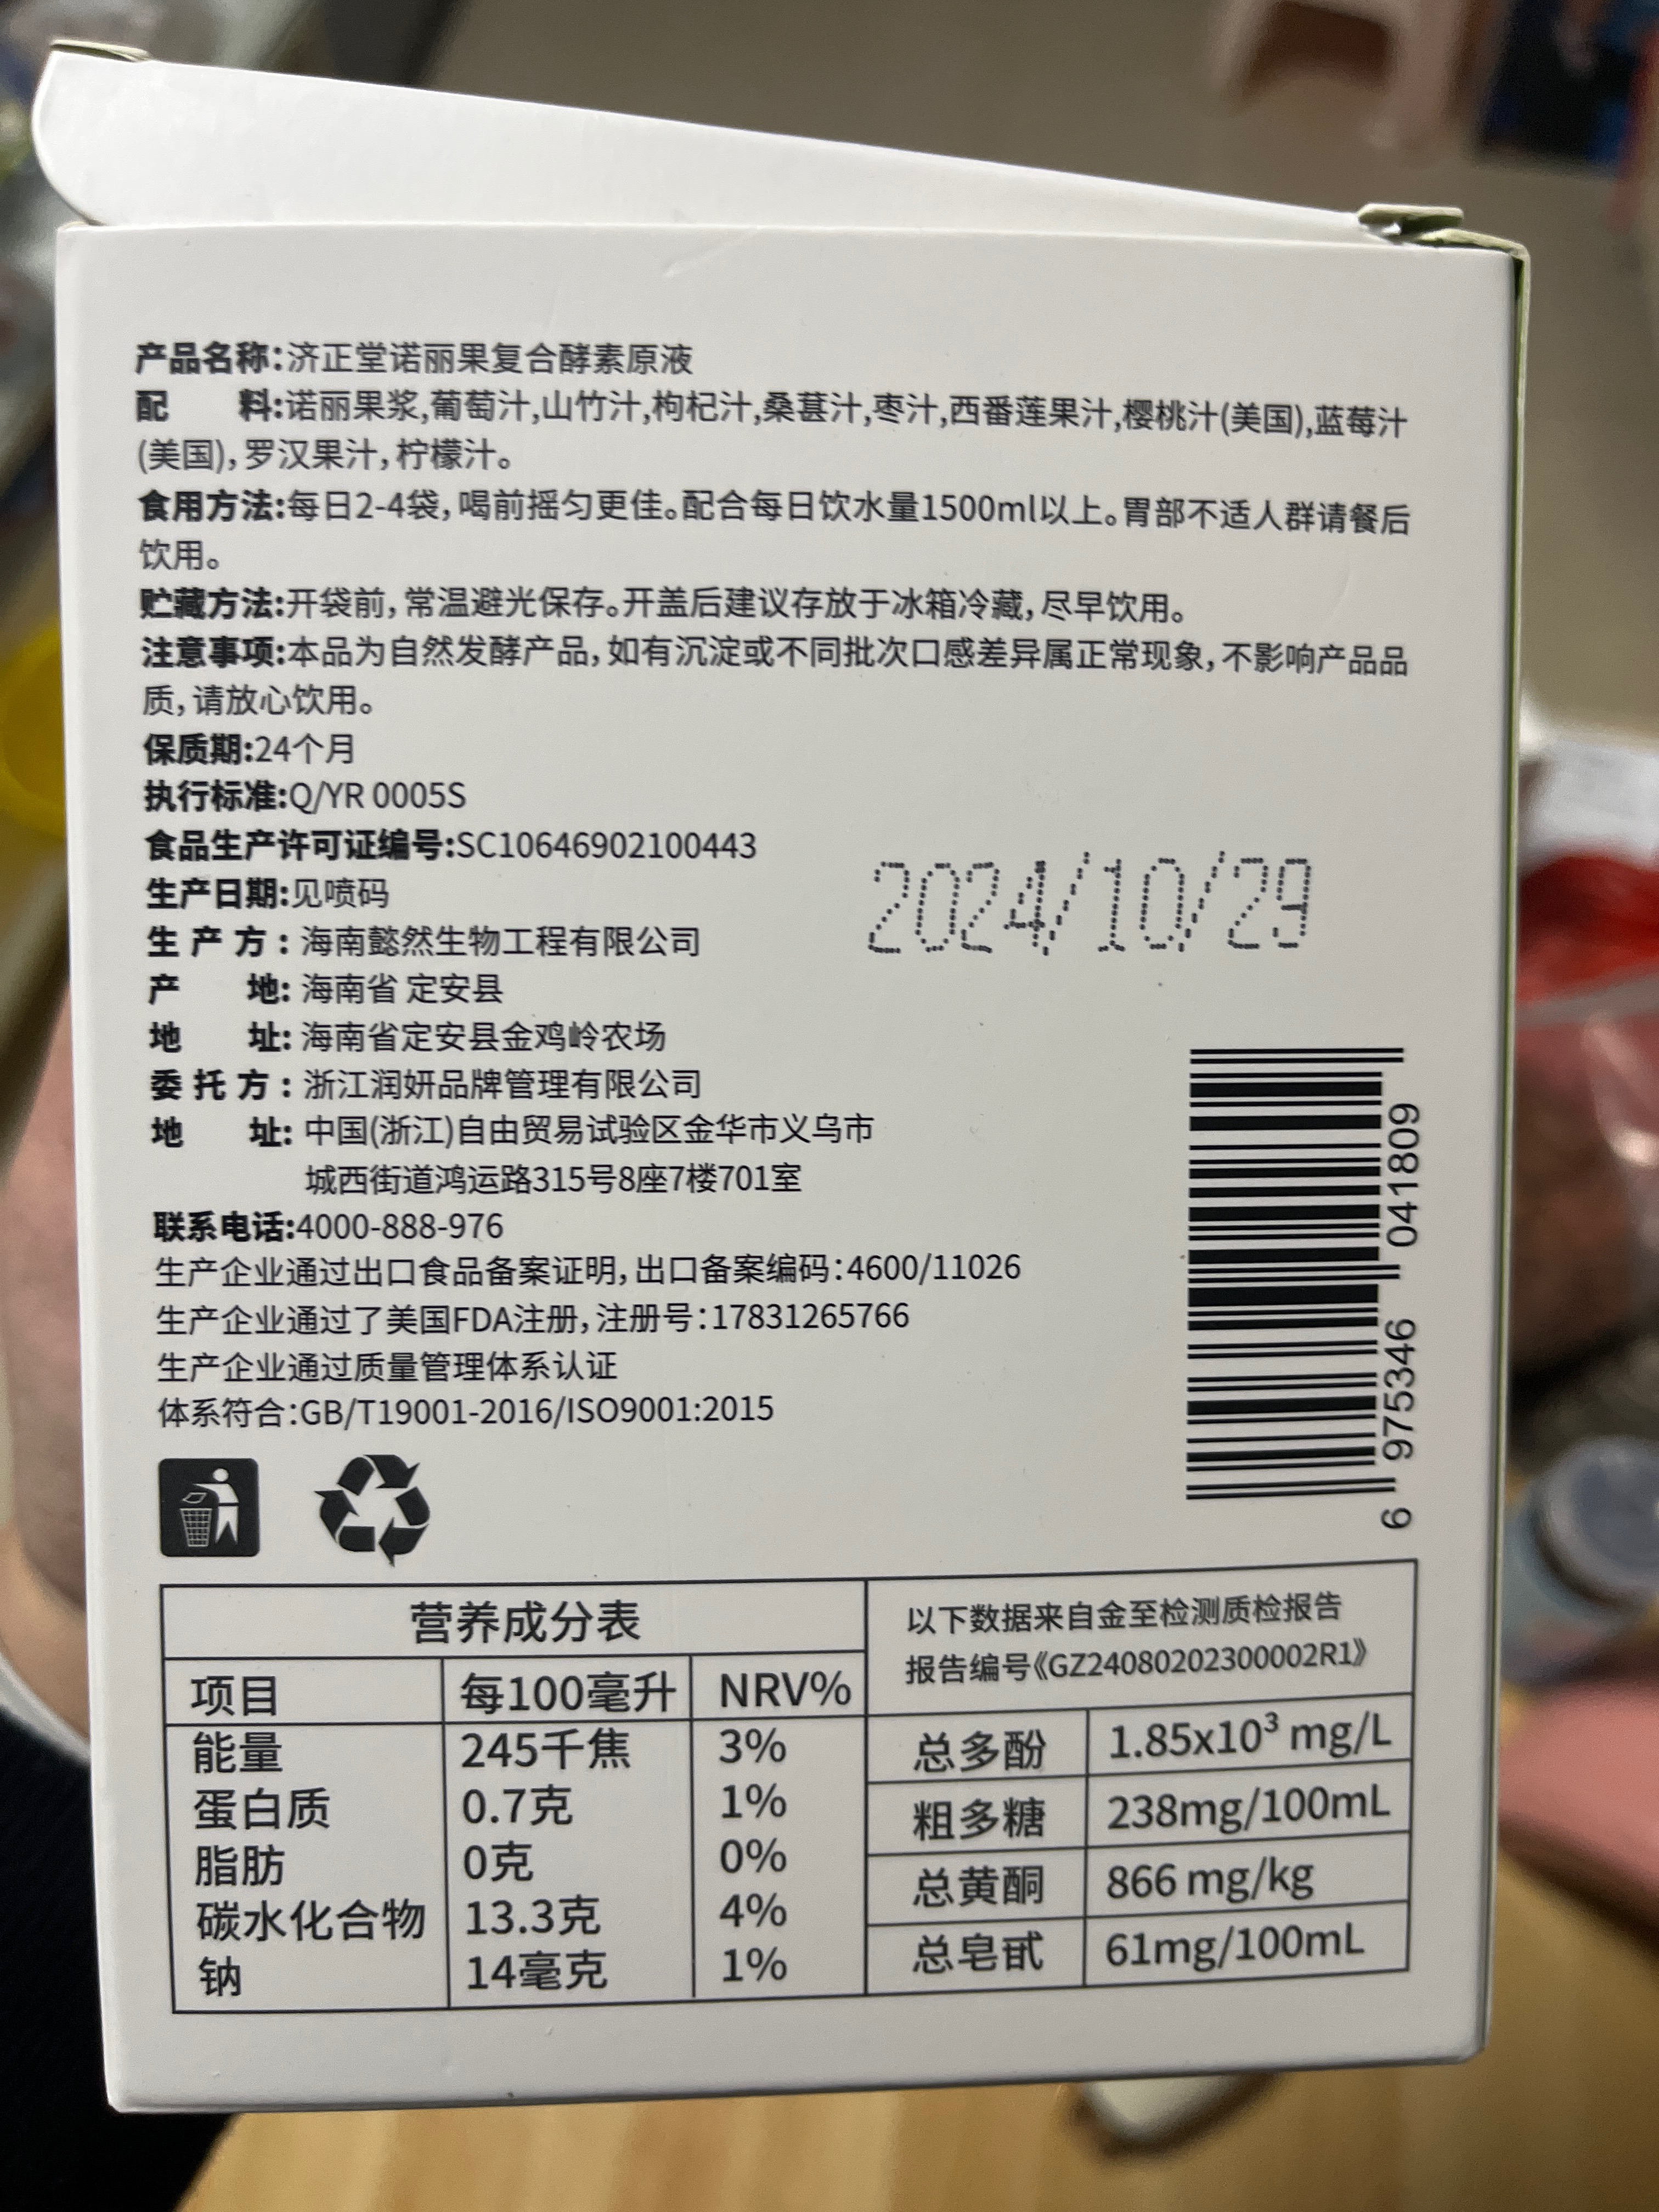 产品名称:济正堂诺丽果复合酵素原液
配 料:诺丽果浆,葡萄汁,山竹汁,枸杞汁,桑葚汁,枣汁,西番莲果汁,樱桃汁(美国),蓝莓汁
(美国),罗汉果汁,柠檬汁。
食用方法:每日2-4袋,喝前摇匀更佳。配合每日饮水量1500ml以上。胃部不适人群请餐后
饮用。
贮藏方法:开袋前,常温避光保存。开盖后建议存放于冰箱冷藏,尽早饮用。
注意事项:本品为自然发酵产品,如有沉淀或不同批次口感差异属正常现象,不影响产品品
质,请放心饮用。
保质期:24个月
执行标准:Q/YR 0005S
食品生产许可证编号:SC10646902100443
生产日期:见喷码
2024/10/29
生产方: 海南懿然生物工程有限公司
产 地: 海南省 定安县
地 址: 海南省定安县金鸡岭农场
委托方: 浙江润妍品牌管理有限公司
地 址: 中国(浙江)自由贸易试验区金华市义乌市
城西街道鸿运路315号8座7楼701室
联系电话:4000-888-976
生产企业通过出口食品备案证明,出口备案编码:4600/11026
生产企业通过了美国FDA注册,注册号:17831265766
生产企业通过质量管理体系认证
体系符合:GB/T19001-2016/ISO9001:2015
6 975346 041809
营养成分表
项目 每100毫升 NRV%
能量 245千焦 3%
蛋白质 0.7克 1%
脂肪 0克 0%
碳水化合物 13.3克 4%
钠 14毫克 1%
以下数据来自金至检测质检报告
报告编号《GZ24080202300002R1》
总多酚 1.85x10³ mg/L
粗多糖 238mg/100mL
总黄酮 866 mg/kg
总皂甙 61mg/100mL